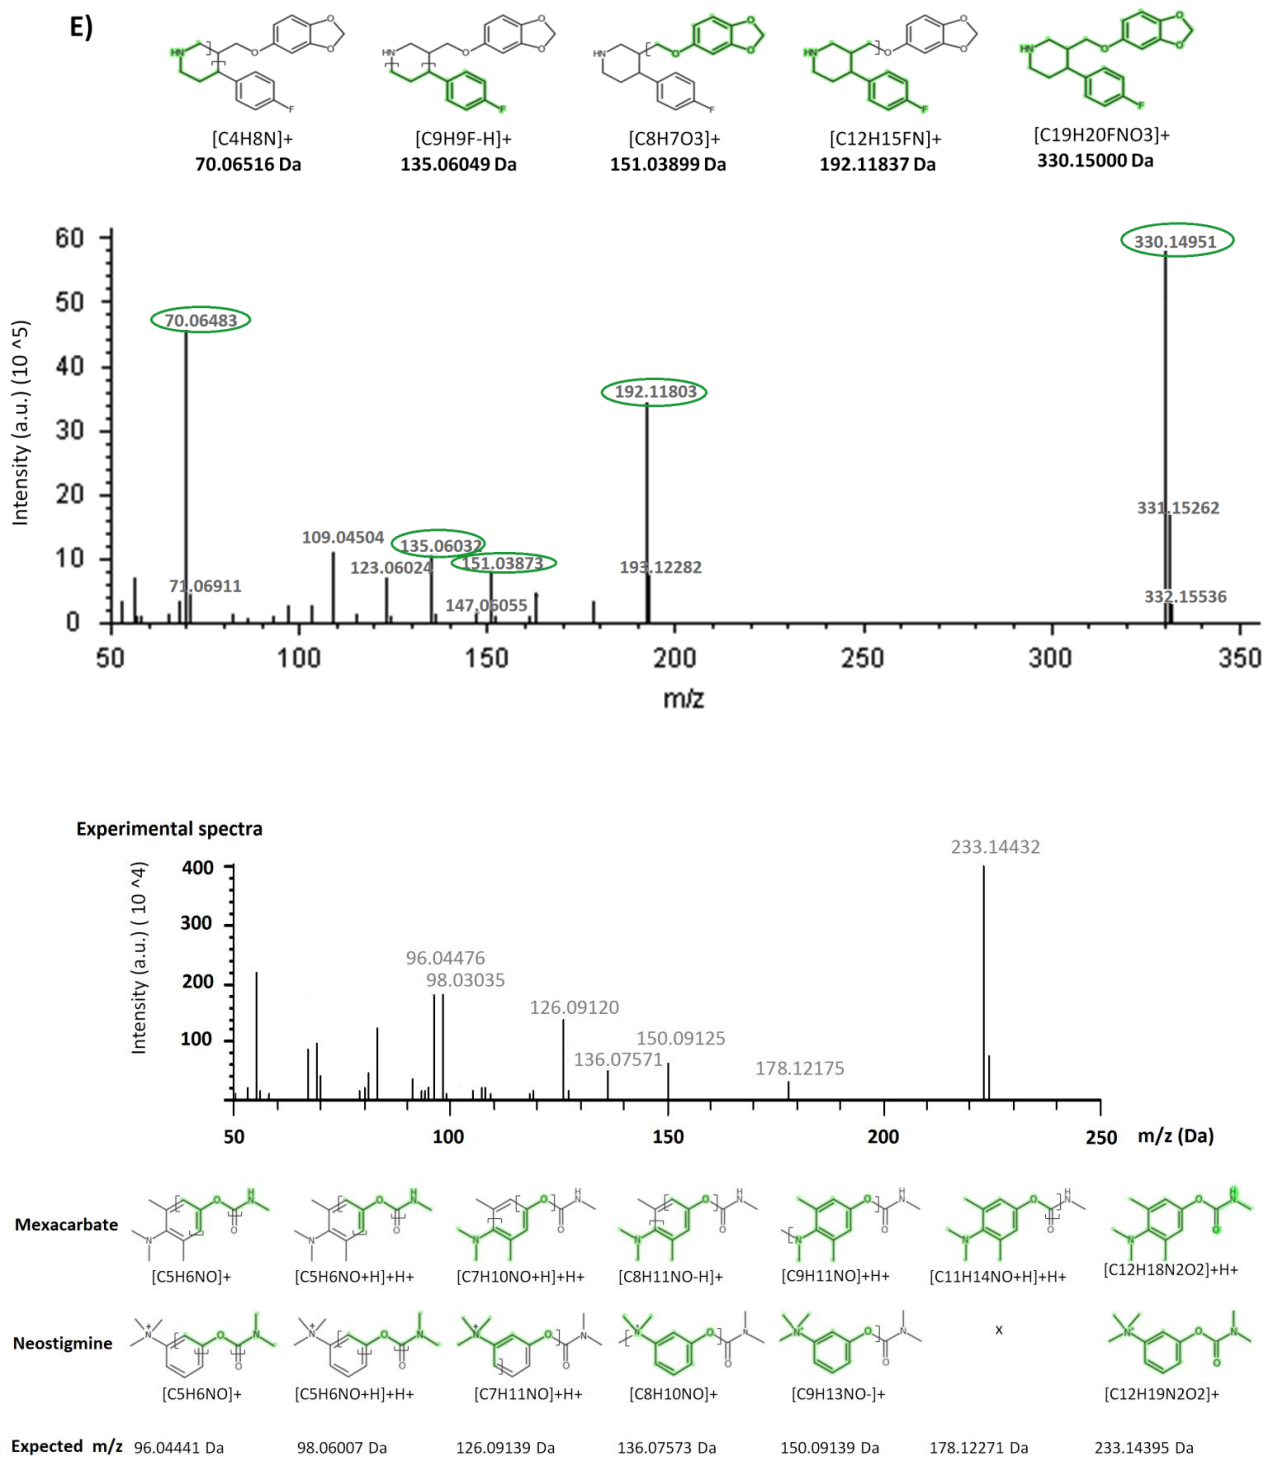 E)
[C4H8N]+ [C9H9F-H]+ [C8H7O3]+ [C12H15FN]+ [C19H20FNO3]+
70.06516 Da 135.06049 Da 151.03899 Da 192.11837 Da 330.15000 Da
Intensity (a.u.) (10 ^5)
60
50
40
30
20
10
0
330.14951
70.06483
192.11803
331.15262
109.04504
135.06032
123.06024
151.03873
193.12282
71.06911
147.06055
332.15536
50 100 150 200 250 300 350
m/z
Experimental spectra
Intensity (a.u.) ( 10 ^4)
400
300
200
100
233.14432
96.04476
98.03035
126.09120
150.09125
136.07571
178.12175
50 100 150 200 250 m/z (Da)
Mexacarbate
[C5H6NO]+ [C5H6NO+H]+H+ [C7H10NO+H]+H+ [C8H11NO-H]+ [C9H11NO]+H+ [C11H14NO+H]+H+ [C12H18N2O2]+H+
Neostigmine x
[C5H6NO]+ [C5H6NO+H]+H+ [C7H11NO]+H+ [C8H10NO]+ [C9H13NO-]+ [C12H19N2O2]+
Expected m/z 96.04441 Da 98.06007 Da 126.09139 Da 136.07573 Da 150.09139 Da 178.12271 Da 233.14395 Da